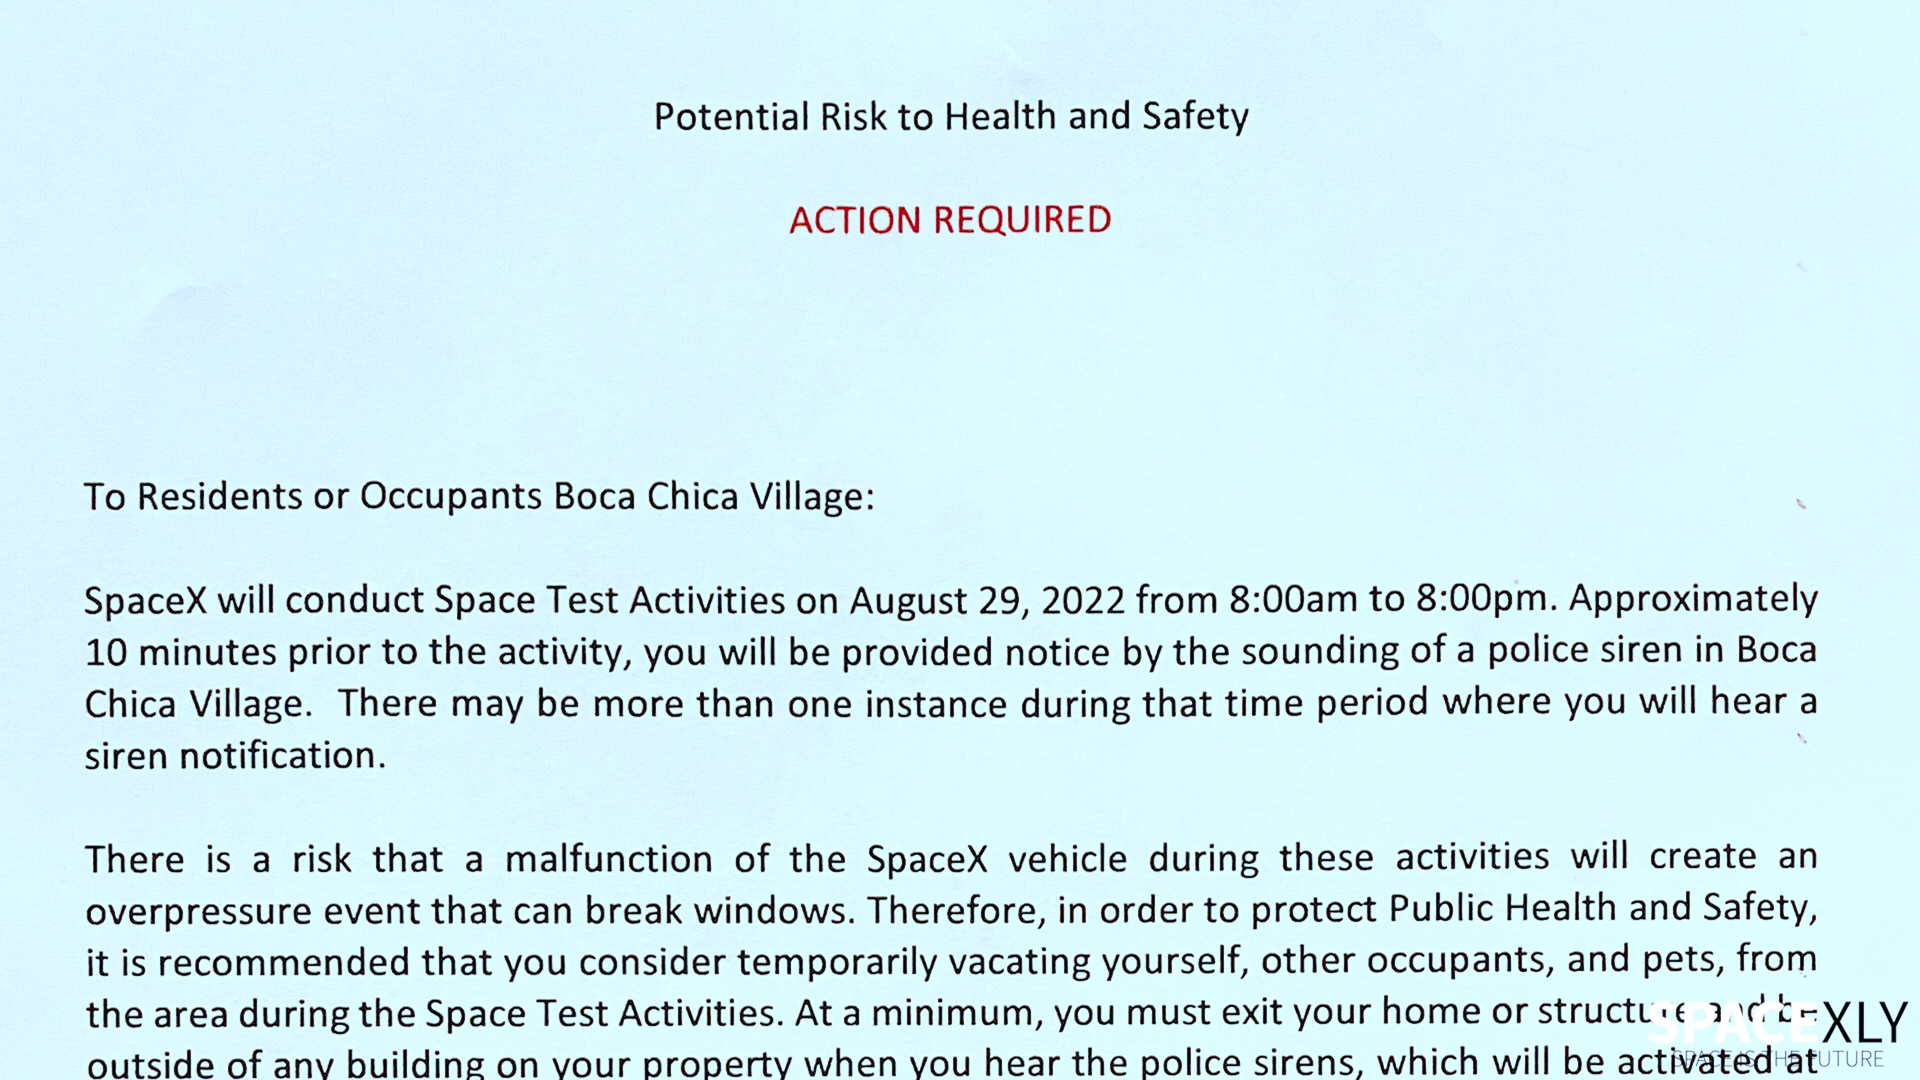 Potential Risk to Health and Safety
ACTION REQUIRED
To Residents or Occupants Boca Chica Village:
SpaceX will conduct Space Test Activities on August 29, 2022 from 8:00am to 8:00pm. Approximately
10 minutes prior to the activity, you will be provided notice by the sounding of a police siren in Boca
Chica Village. There may be more than one instance during that time period where you will hear a
siren notification.
There is a risk that a malfunction of the SpaceX vehicle during these activities will create an
overpressure event that can break windows. Therefore, in order to protect Public Health and Safety,
it is recommended that you consider temporarily vacating yourself, other occupants, and pets, from
the area during the Space Test Activities. At a minimum, you must exit your home or structure and be
outside of any building on your property when you hear the police sirens, which will be activated at
SPACEXLY
SPACE IS THE FUTURE